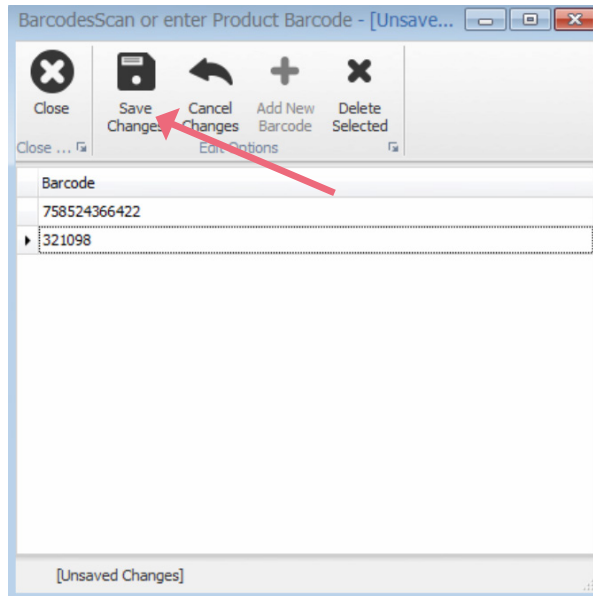 BarcodesScan or enter Product Barcode - [Unsave...
Close
Save Changes
Cancel Changes
Add New Barcode
Delete Selected
Close ...
Edit Options
Barcode
758524366422
321098
[Unsaved Changes]